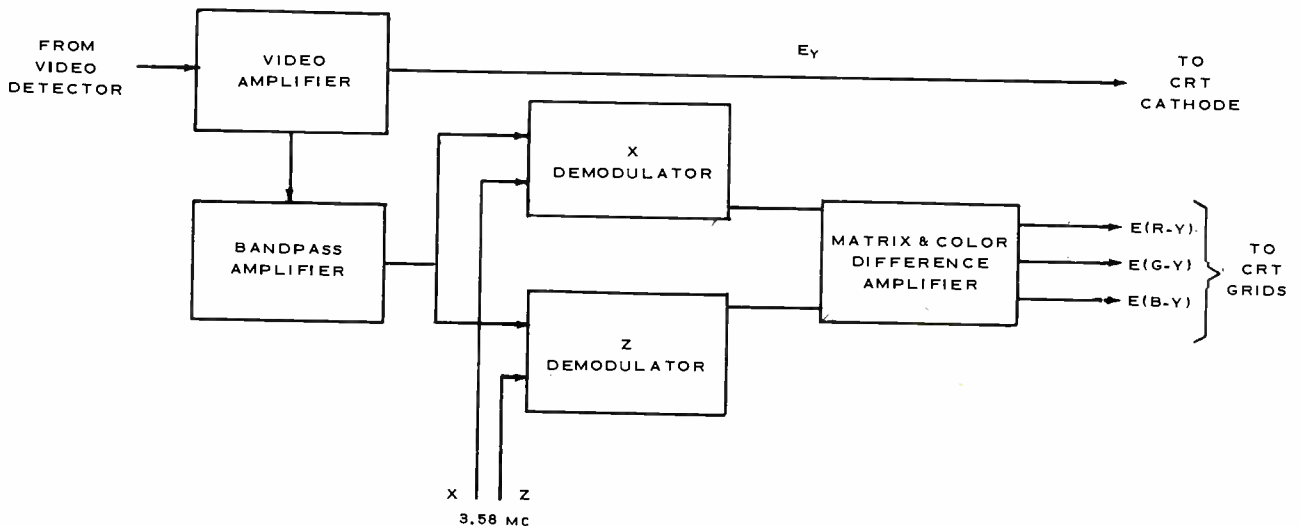 FROM
VIDEO
DETECTOR
VIDEO
AMPLIFIER
E_Y
TO
CRT
CATHODE
X
DEMODULATOR
BANDPASS
AMPLIFIER
MATRIX & COLOR
DIFFERENCE
AMPLIFIER
E(R-Y)
E(G-Y)
E(B-Y)
TO
CRT
GRIDS
Z
DEMODULATOR
X Z
3.58 MC